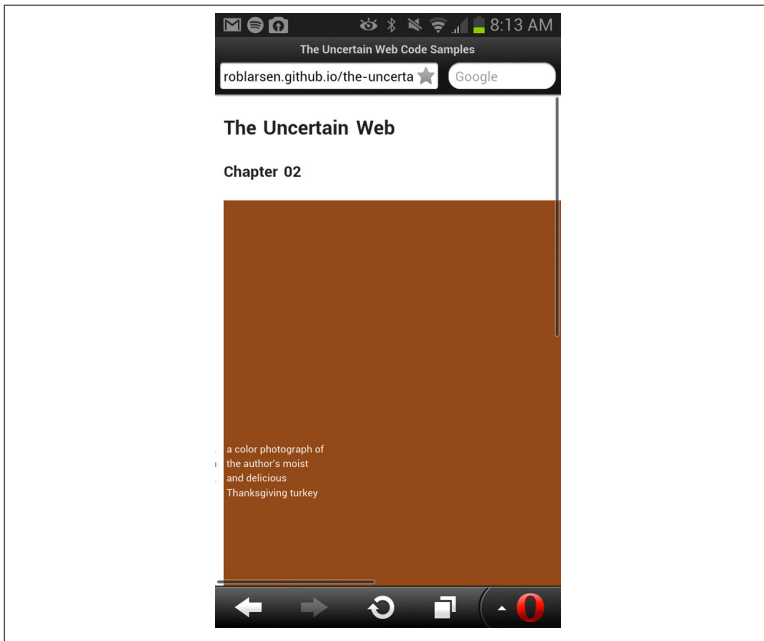 8:13 AM
The Uncertain Web Code Samples
roblarsen.github.io/the-uncerta
Google
The Uncertain Web
Chapter 02
a color photograph of
the author's moist
and delicious
Thanksgiving turkey